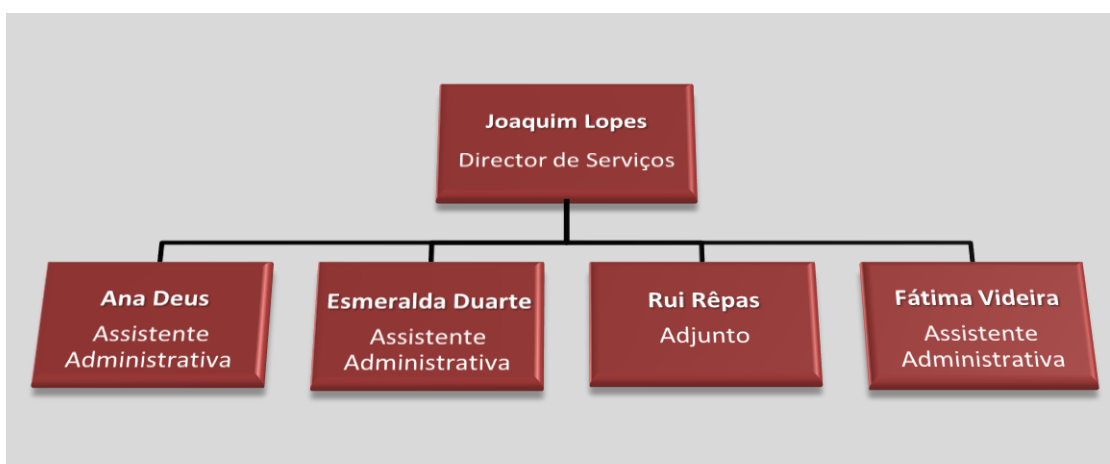 Joaquim Lopes
Director de Serviços
Ana Deus
Assistente
Administrativa
Esmeralda Duarte
Assistente
Administrativa
Rui Rêpas
Adjunto
Fátima Videira
Assistente
Administrativa